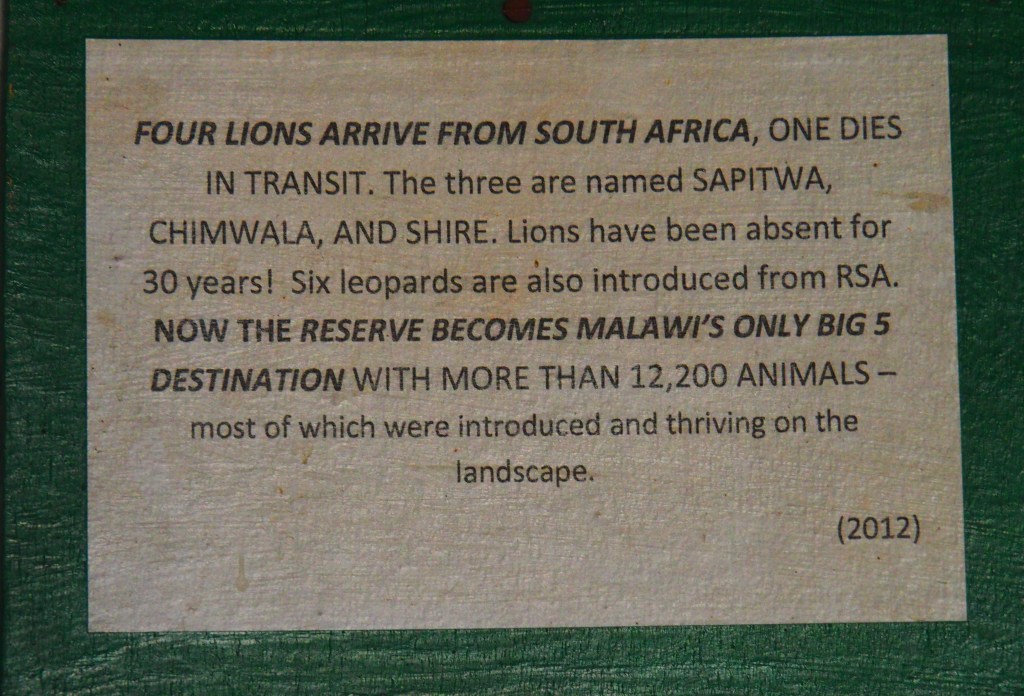 FOUR LIONS ARRIVE FROM SOUTH AFRICA, ONE DIES
IN TRANSIT. The three are named SAPITWA,
CHIMWALA, AND SHIRE. Lions have been absent for
30 years!  Six leopards are also introduced from RSA.
NOW THE RESERVE BECOMES MALAWI'S ONLY BIG 5
DESTINATION WITH MORE THAN 12,200 ANIMALS –
most of which were introduced and thriving on the
landscape.
(2012)